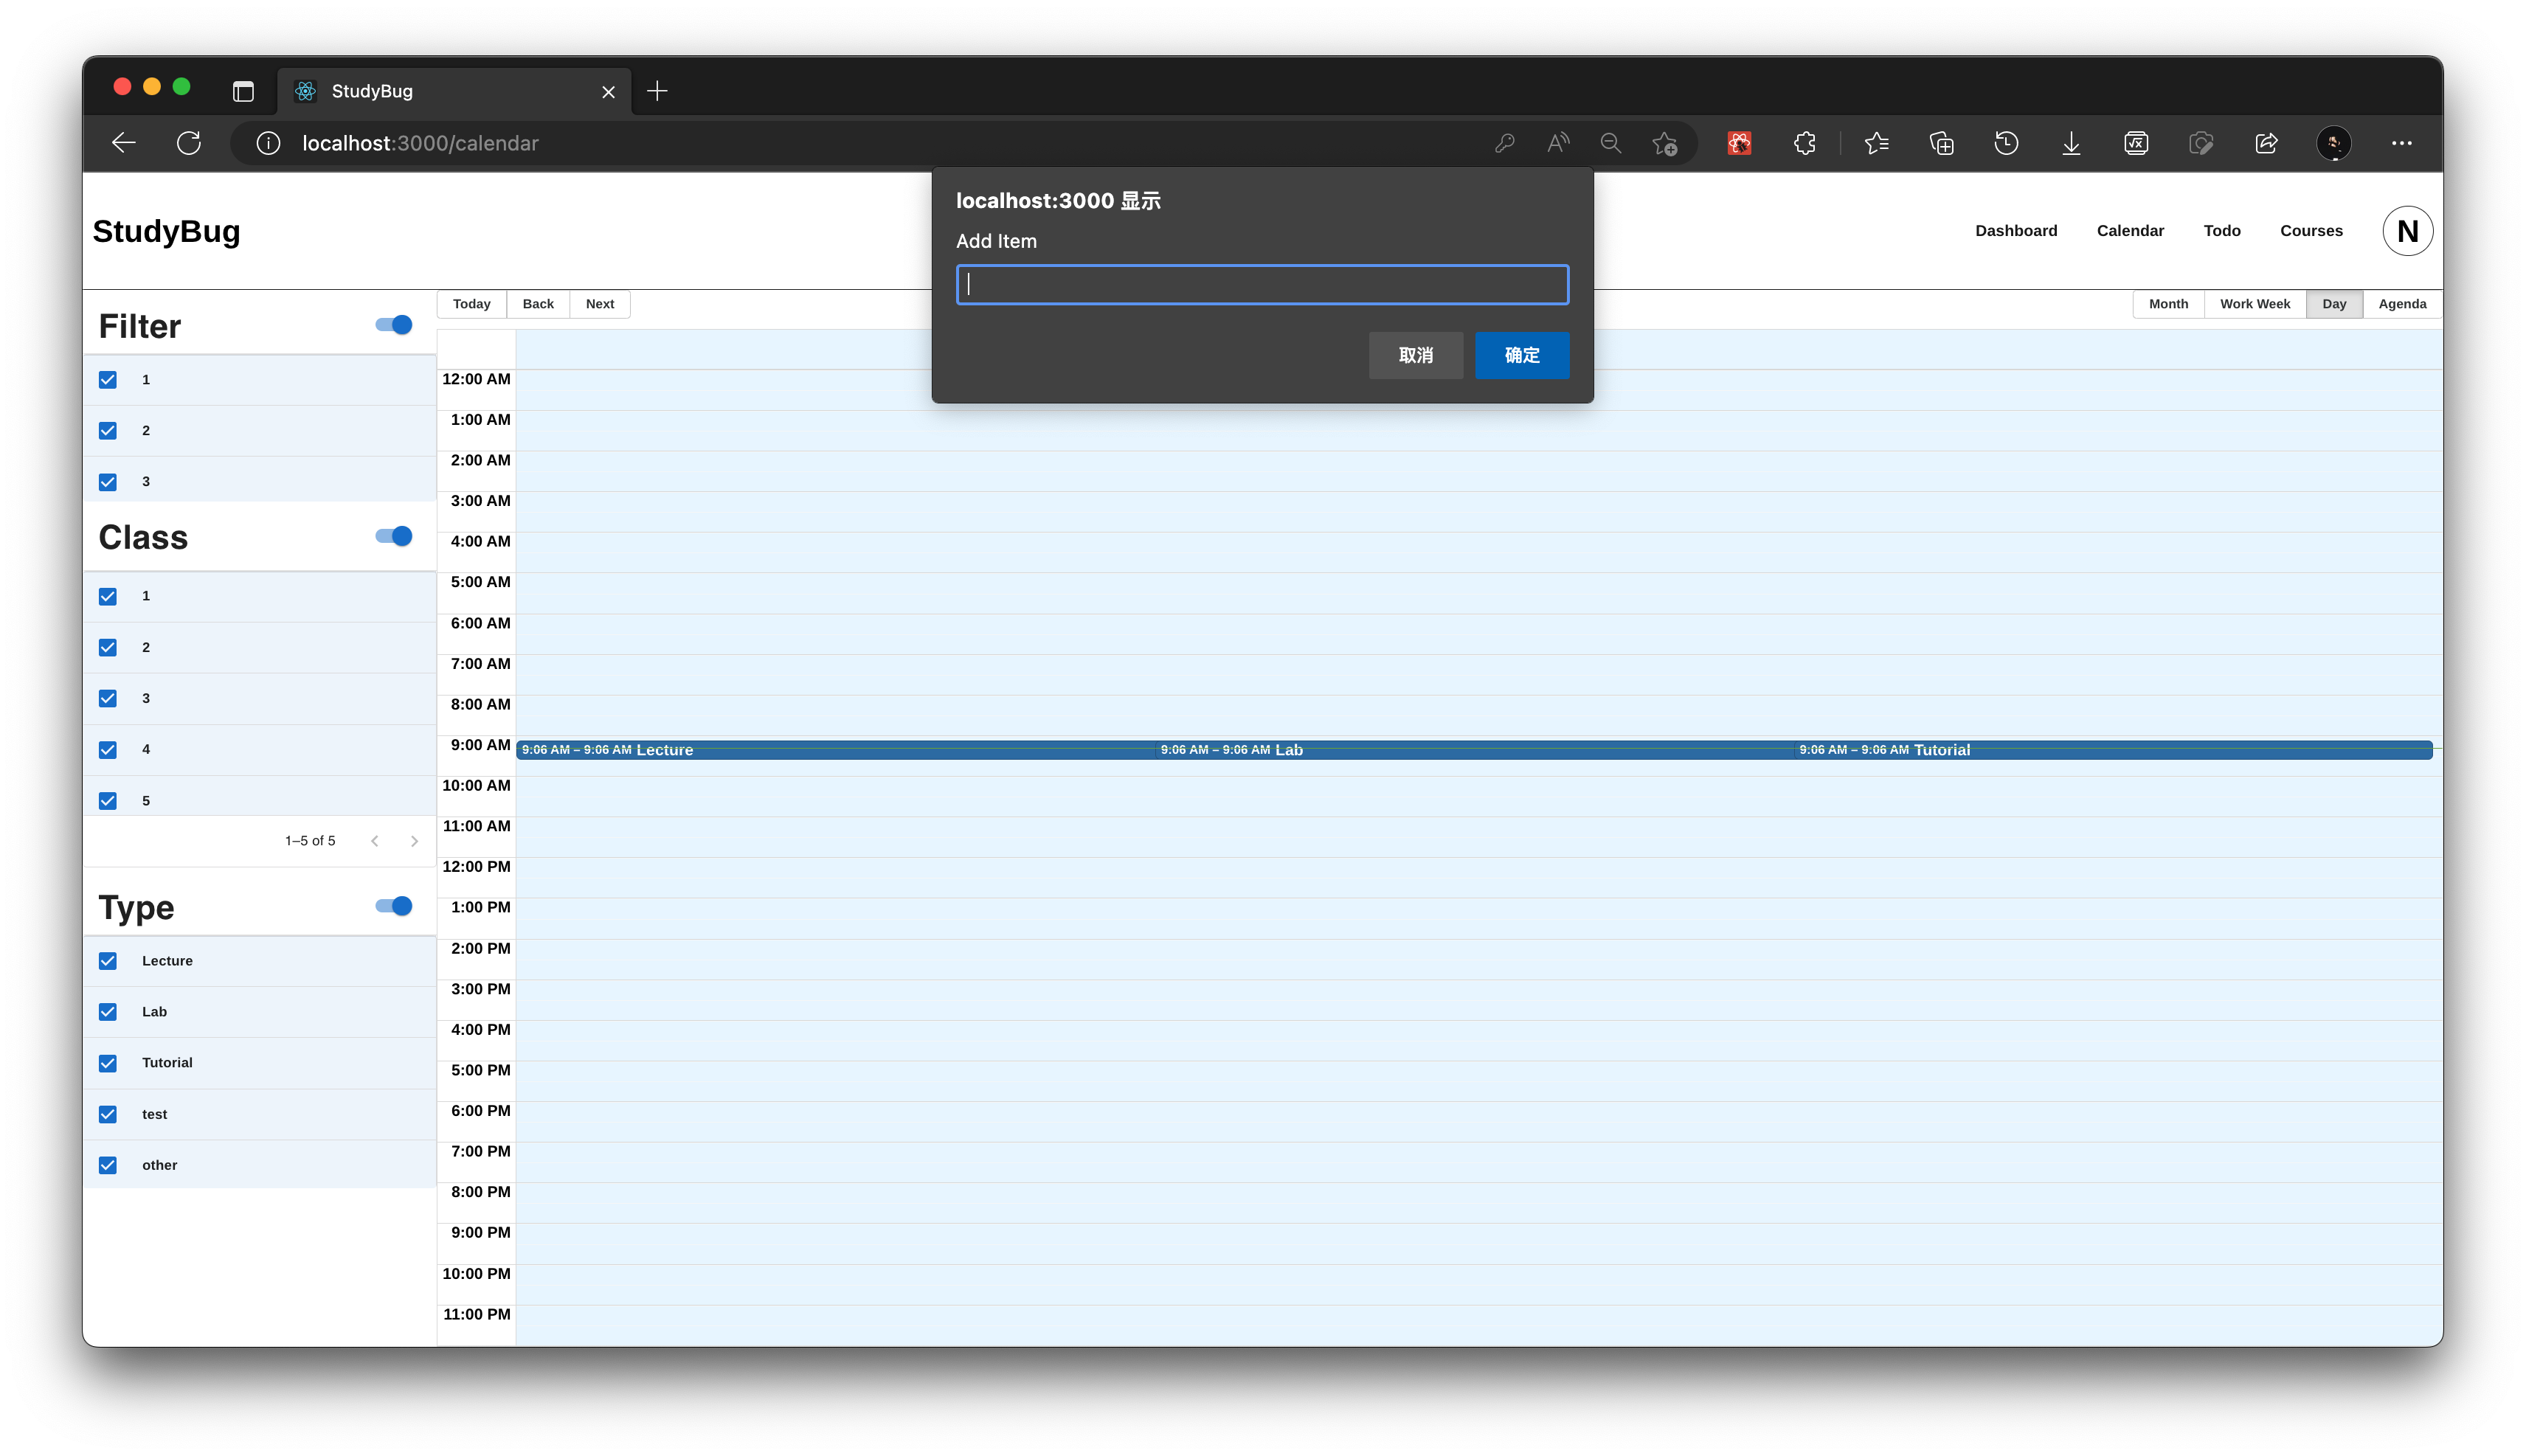 StudyBug
localhost:3000/calendar
localhost:3000 显示
Add Item
取消 确定
StudyBug
Dashboard Calendar Todo Courses N
Today Back Next
Month Work Week Day Agenda
Filter
1
2
3
Class
1
2
3
4
5
1–5 of 5
Type
Lecture
Lab
Tutorial
test
other
12:00 AM
1:00 AM
2:00 AM
3:00 AM
4:00 AM
5:00 AM
6:00 AM
7:00 AM
8:00 AM
9:00 AM
9:06 AM – 9:06 AM Lecture
9:06 AM – 9:06 AM Lab
9:06 AM – 9:06 AM Tutorial
10:00 AM
11:00 AM
12:00 PM
1:00 PM
2:00 PM
3:00 PM
4:00 PM
5:00 PM
6:00 PM
7:00 PM
8:00 PM
9:00 PM
10:00 PM
11:00 PM